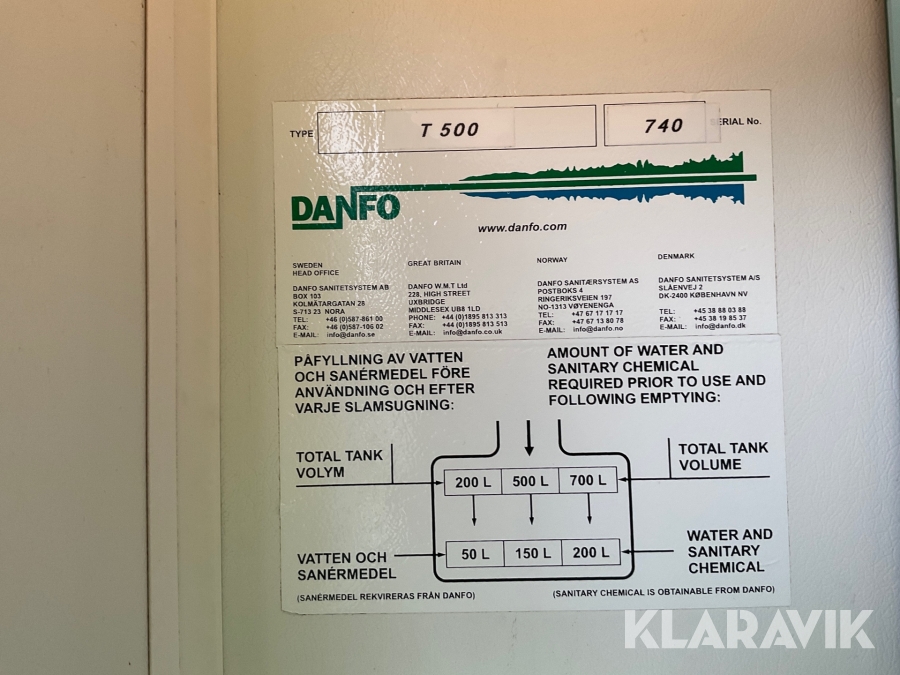 TYPE T 500 740 SERIAL No.
DANFO
www.danfo.com
SWEDEN
HEAD OFFICE
DANFO SANITETSYSTEM AB
BOX 103
KOLMÄTARGATAN 28
S-713 23 NORA
TEL: +46 (0)587-861 00
FAX: +46 (0)587-106 02
E-MAIL: info@danfo.se
GREAT BRITAIN
DANFO W.M.T Ltd
228, HIGH STREET
UXBRIDGE
MIDDLESEX UB8 1LD
PHONE: +44 (0)1895 813 313
FAX: +44 (0)1895 813 513
E-MAIL: info@danfo.co.uk
NORWAY
DANFO SANITÆRSYSTEM AS
POSTBOKS 4
RINGERIKSVEIEN 197
NO-1313 VØYENENGA
TEL: +47 67 17 17 17
FAX: +47 67 13 80 78
E-MAIL: info@danfo.no
DENMARK
DANFO SANITETSYSTEM A/S
SLÅENVEJ 2
DK-2400 KØBENHAVN NV
TEL: +45 38 88 03 88
FAX: +45 38 19 85 37
E-MAIL: info@danfo.dk
PÅFYLLNING AV VATTEN
OCH SANÉRMEDEL FÖRE
ANVÄNDNING OCH EFTER
VARJE SLAMSUGNING:
AMOUNT OF WATER AND
SANITARY CHEMICAL
REQUIRED PRIOR TO USE AND
FOLLOWING EMPTYING:
TOTAL TANK
VOLYM
200 L 500 L 700 L
TOTAL TANK
VOLUME
VATTEN OCH
SANÉRMEDEL
50 L 150 L 200 L
WATER AND
SANITARY
CHEMICAL
(SANÉRMEDEL REKVIRERAS FRÅN DANFO)
(SANITARY CHEMICAL IS OBTAINABLE FROM DANFO)
KLARAVIK